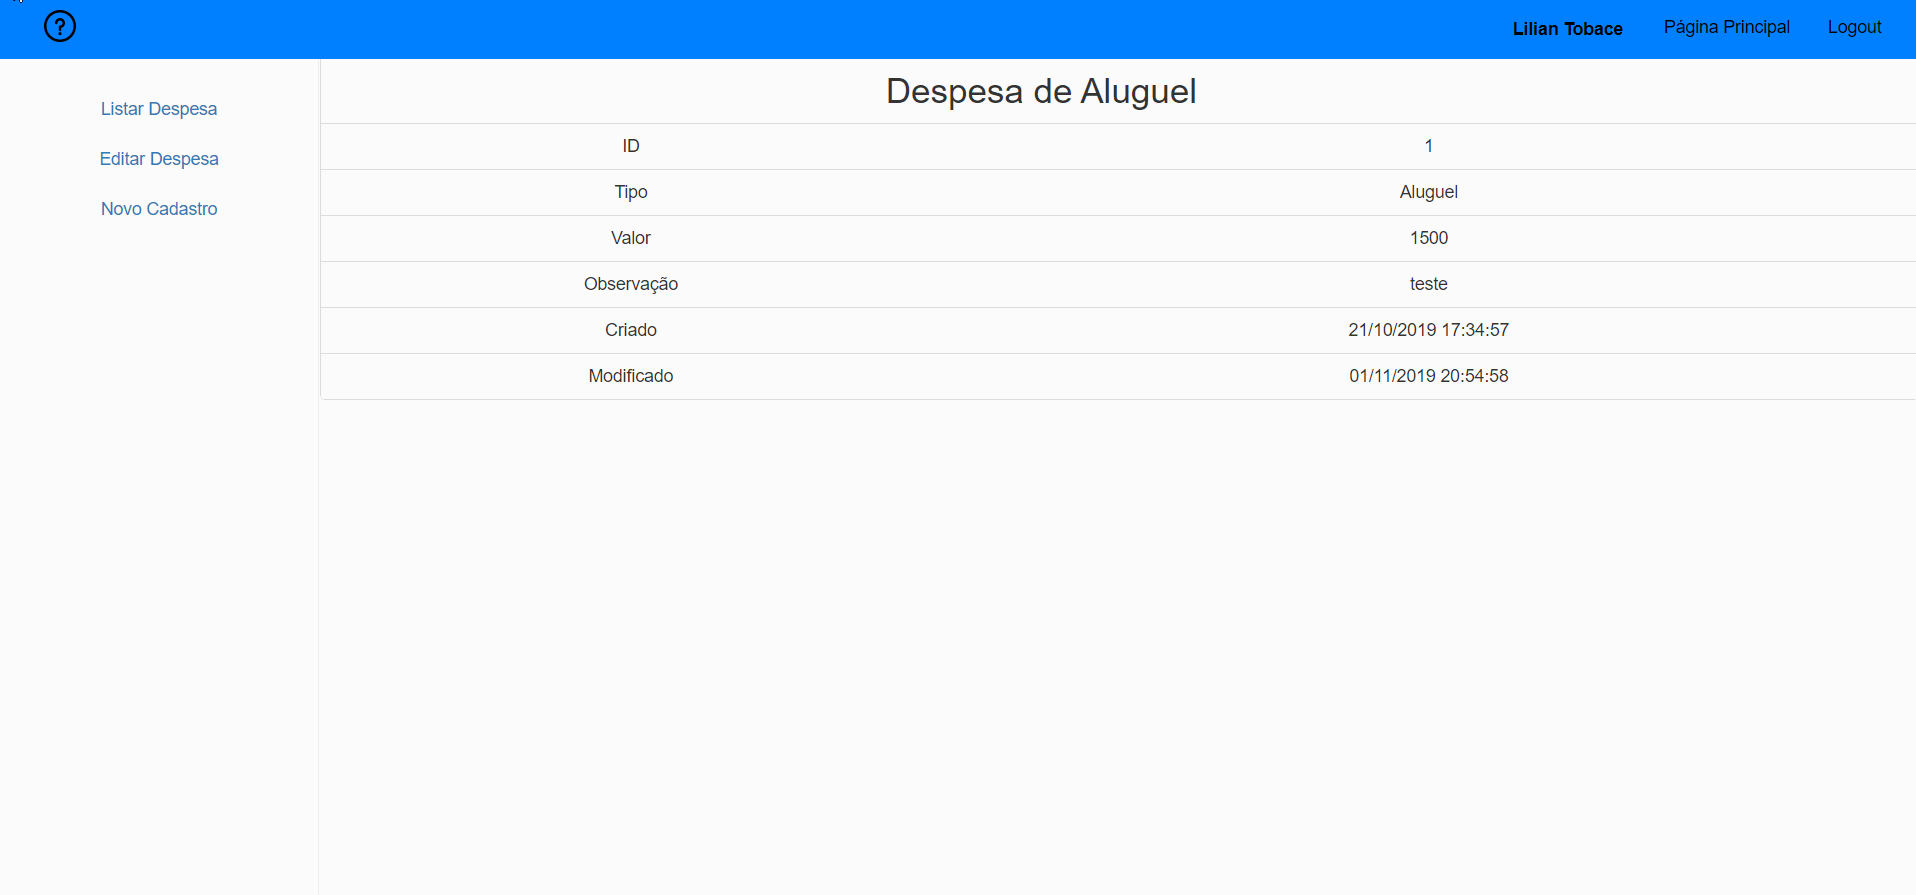 ?
Lilian Tobace Página Principal Logout
Listar Despesa
Editar Despesa
Novo Cadastro
Despesa de Aluguel
ID 1
Tipo Aluguel
Valor 1500
Observação teste
Criado 21/10/2019 17:34:57
Modificado 01/11/2019 20:54:58